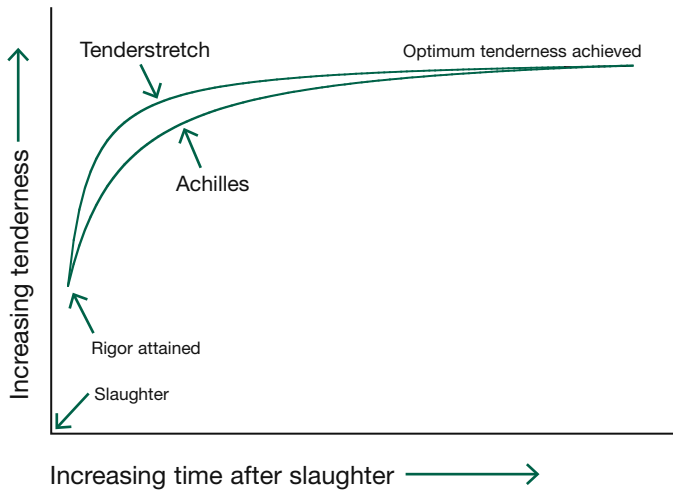 Tenderstretch
Optimum tenderness achieved
Achilles
Increasing tenderness
Rigor attained
Slaughter
Increasing time after slaughter